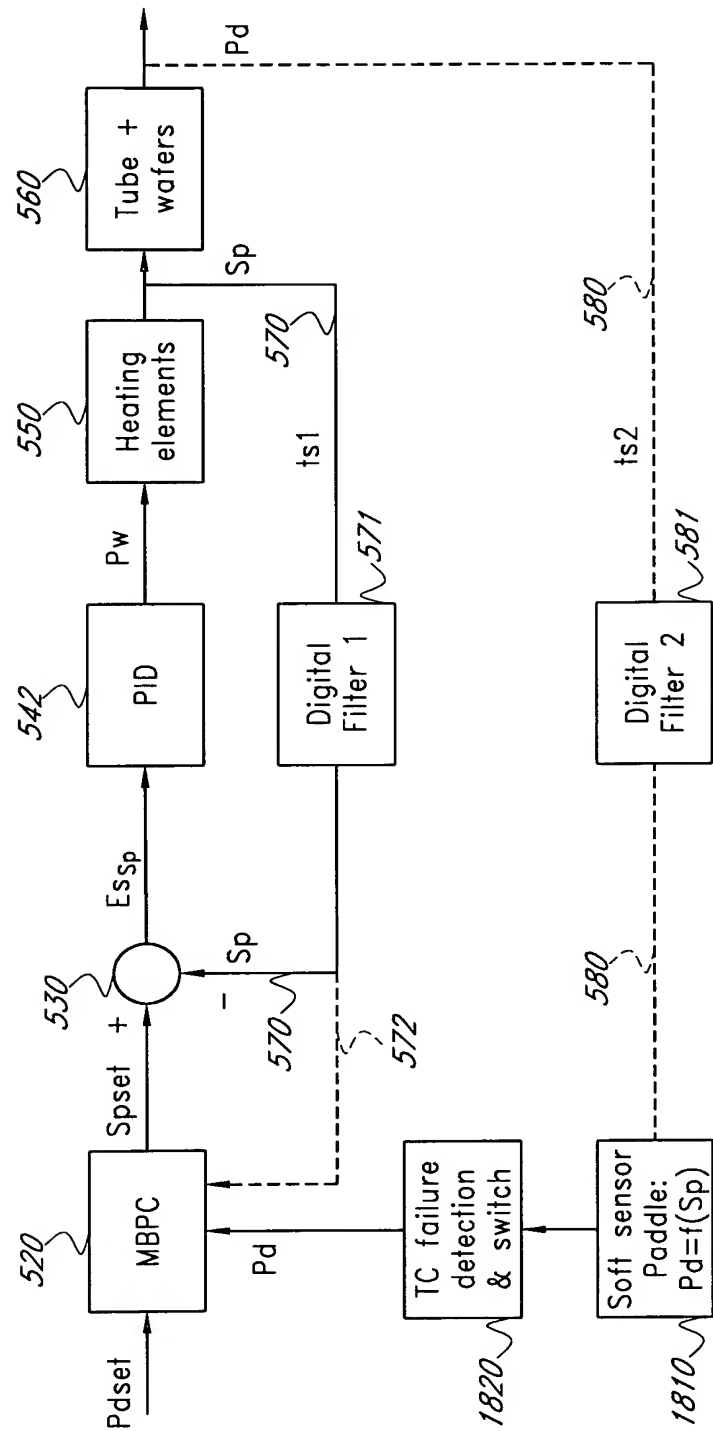 Pdset
520
MBPC
Spset
+
530
−
Es
Sp
542
PID
Pw
550
Heating
elements
560
Tube +
wafers
Pd
Sp
570
ts1
571
Digital
Filter 1
Sp
570
572
Pd
1820
TC failure
detection
& switch
1810
Soft sensor
Paddle:
Pd=f(Sp)
580
581
Digital
Filter 2
ts2
580